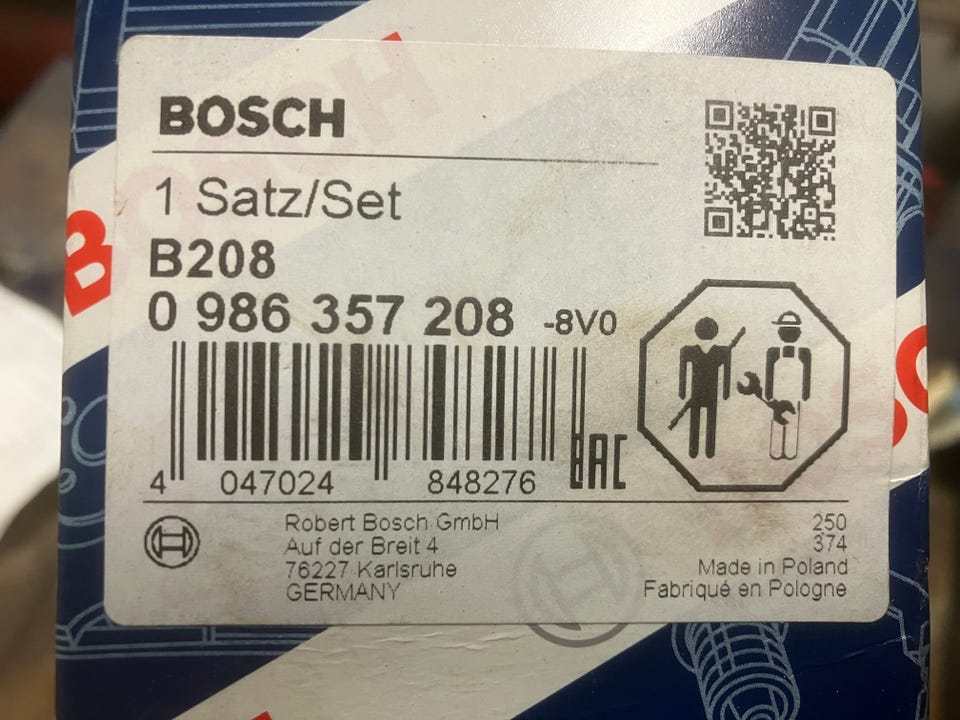 BOSCH
1 Satz/Set
B208
0 986 357 208 -8V0
4 047024 848276
EAC
Robert Bosch GmbH
Auf der Breit 4
76227 Karlsruhe
GERMANY
250
374
Made in Poland
Fabriqué en Pologne